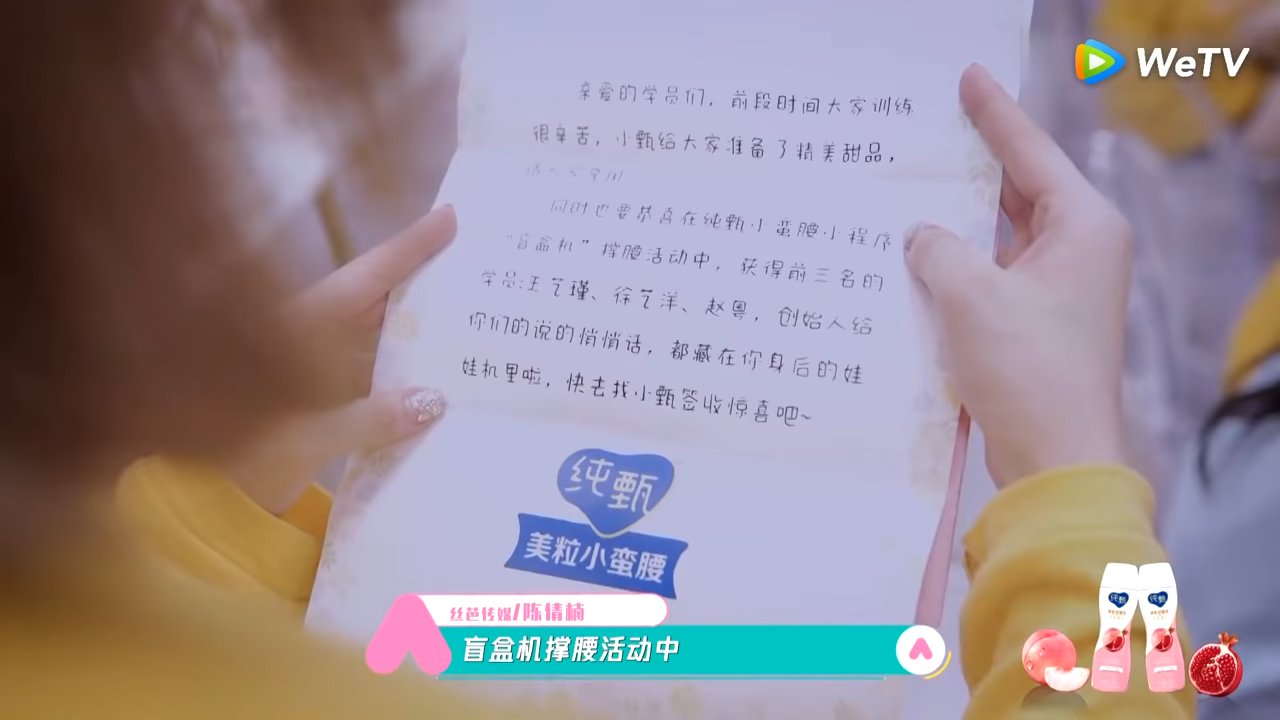 WeTV
亲爱的学员们，前段时间大家训练
很辛苦，小甄给大家准备了精美甜品，
同时也要恭喜在纯甄小蛮腰小程序
“盲盒机”撑腰活动中，获得前三名的
学员:王艺瑾、徐艺洋、赵粤，创始人给
你们的说的悄悄话，都藏在你身后的娃
娃机里啦，快去找小甄签收惊喜吧~
纯甄
美粒小蛮腰
丝芭传媒/陈倩楠
盲盒机撑腰活动中
纯甄
纯甄